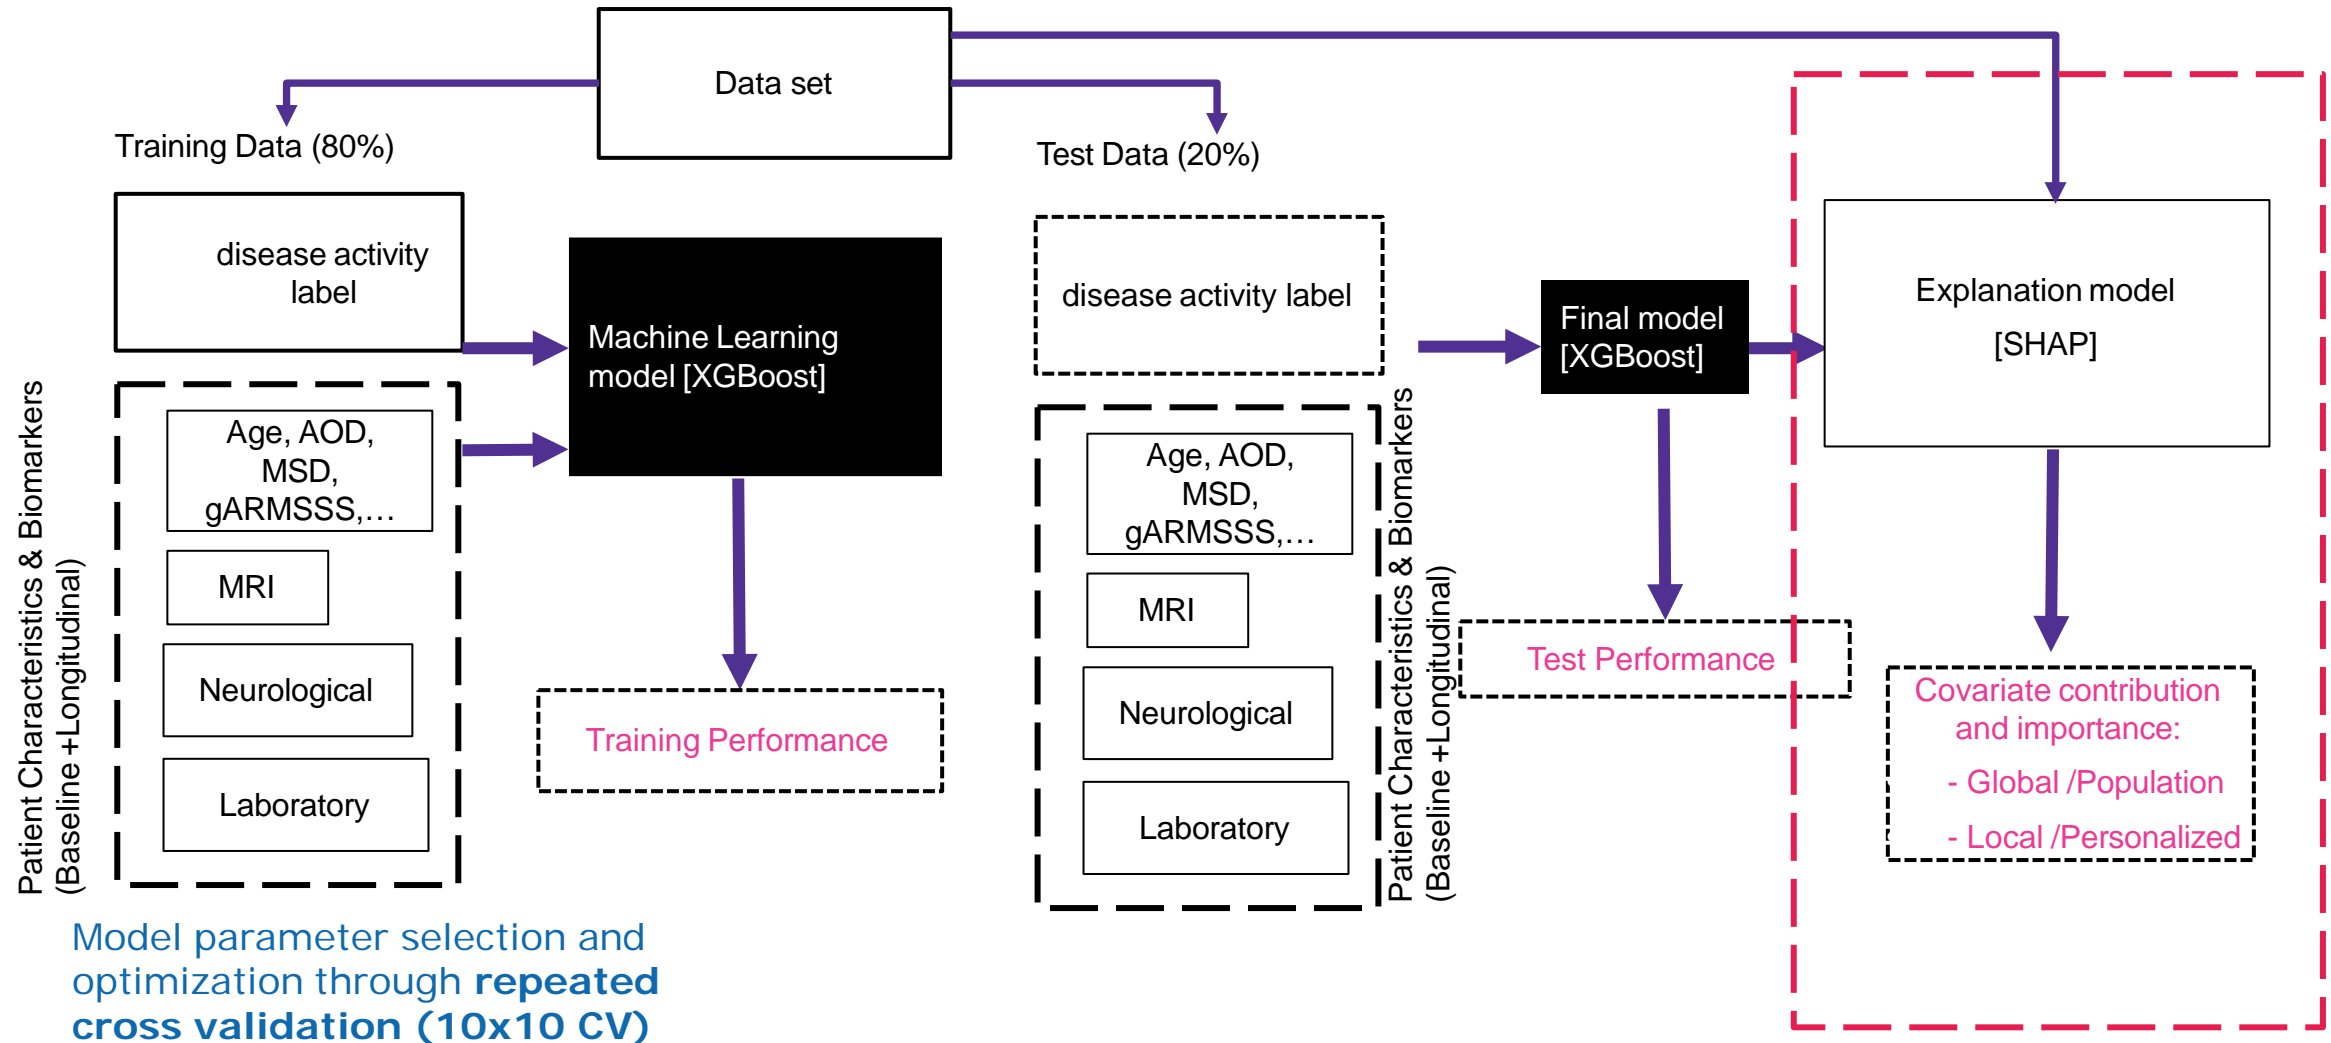 Data set
Training Data (80%)
Test Data (20%)
disease activity
label
Machine Learning
model [XGBoost]
Patient Characteristics & Biomarkers
(Baseline +Longitudinal)
Age, AOD,
MSD,
gARMSSS,…
MRI
Neurological
Laboratory
Training Performance
Model parameter selection and
optimization through repeated
cross validation (10x10 CV)
disease activity label
Age, AOD,
MSD,
gARMSSS,…
MRI
Neurological
Laboratory
Patient Characteristics & Biomarkers
(Baseline +Longitudinal)
Final model
[XGBoost]
Test Performance
Explanation model
[SHAP]
Covariate contribution
and importance:
- Global /Population
- Local /Personalized